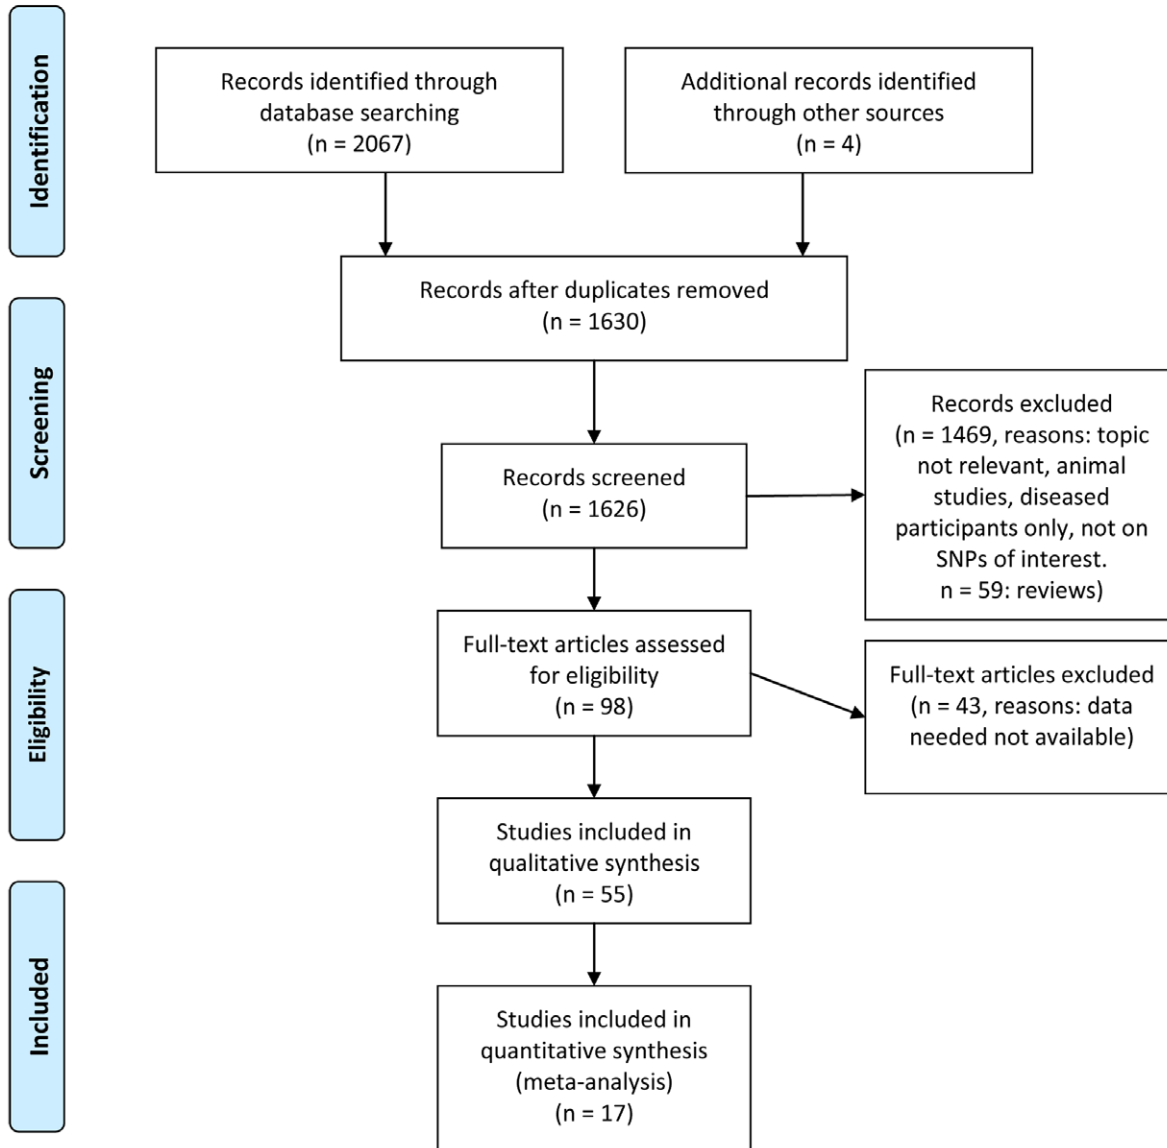 Identification
Records identified through
database searching
(n = 2067)
Additional records identified
through other sources
(n = 4)
Records after duplicates removed
(n = 1630)
Screening
Records screened
(n = 1626)
Records excluded
(n = 1469, reasons: topic
not relevant, animal
studies, diseased
participants only, not on
SNPs of interest.
n = 59: reviews)
Eligibility
Full-text articles assessed
for eligibility
(n = 98)
Full-text articles excluded
(n = 43, reasons: data
needed not available)
Studies included in
qualitative synthesis
(n = 55)
Included
Studies included in
quantitative synthesis
(meta-analysis)
(n = 17)